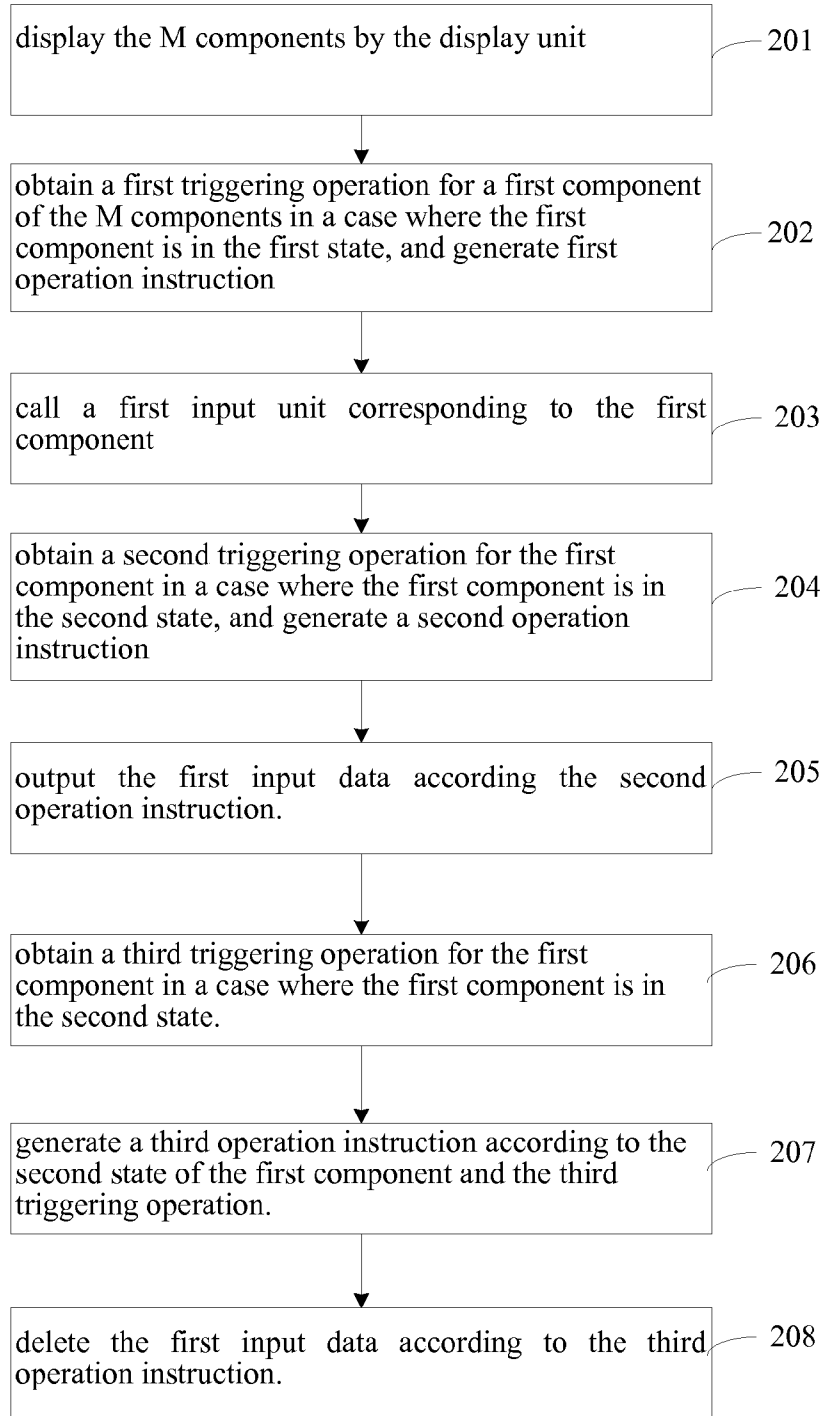 display the M components by the display unit
201
obtain a first triggering operation for a first component
of the M components in a case where the first
component is in the first state, and generate first
operation instruction
202
call a first input unit corresponding to the first
component
203
obtain a second triggering operation for the first
component in a case where the first component is in
the second state, and generate a second operation
instruction
204
output the first input data according the second
operation instruction.
205
obtain a third triggering operation for the first
component in a case where the first component is in
the second state.
206
generate a third operation instruction according to the
second state of the first component and the third
triggering operation.
207
delete the first input data according to the third
operation instruction.
208